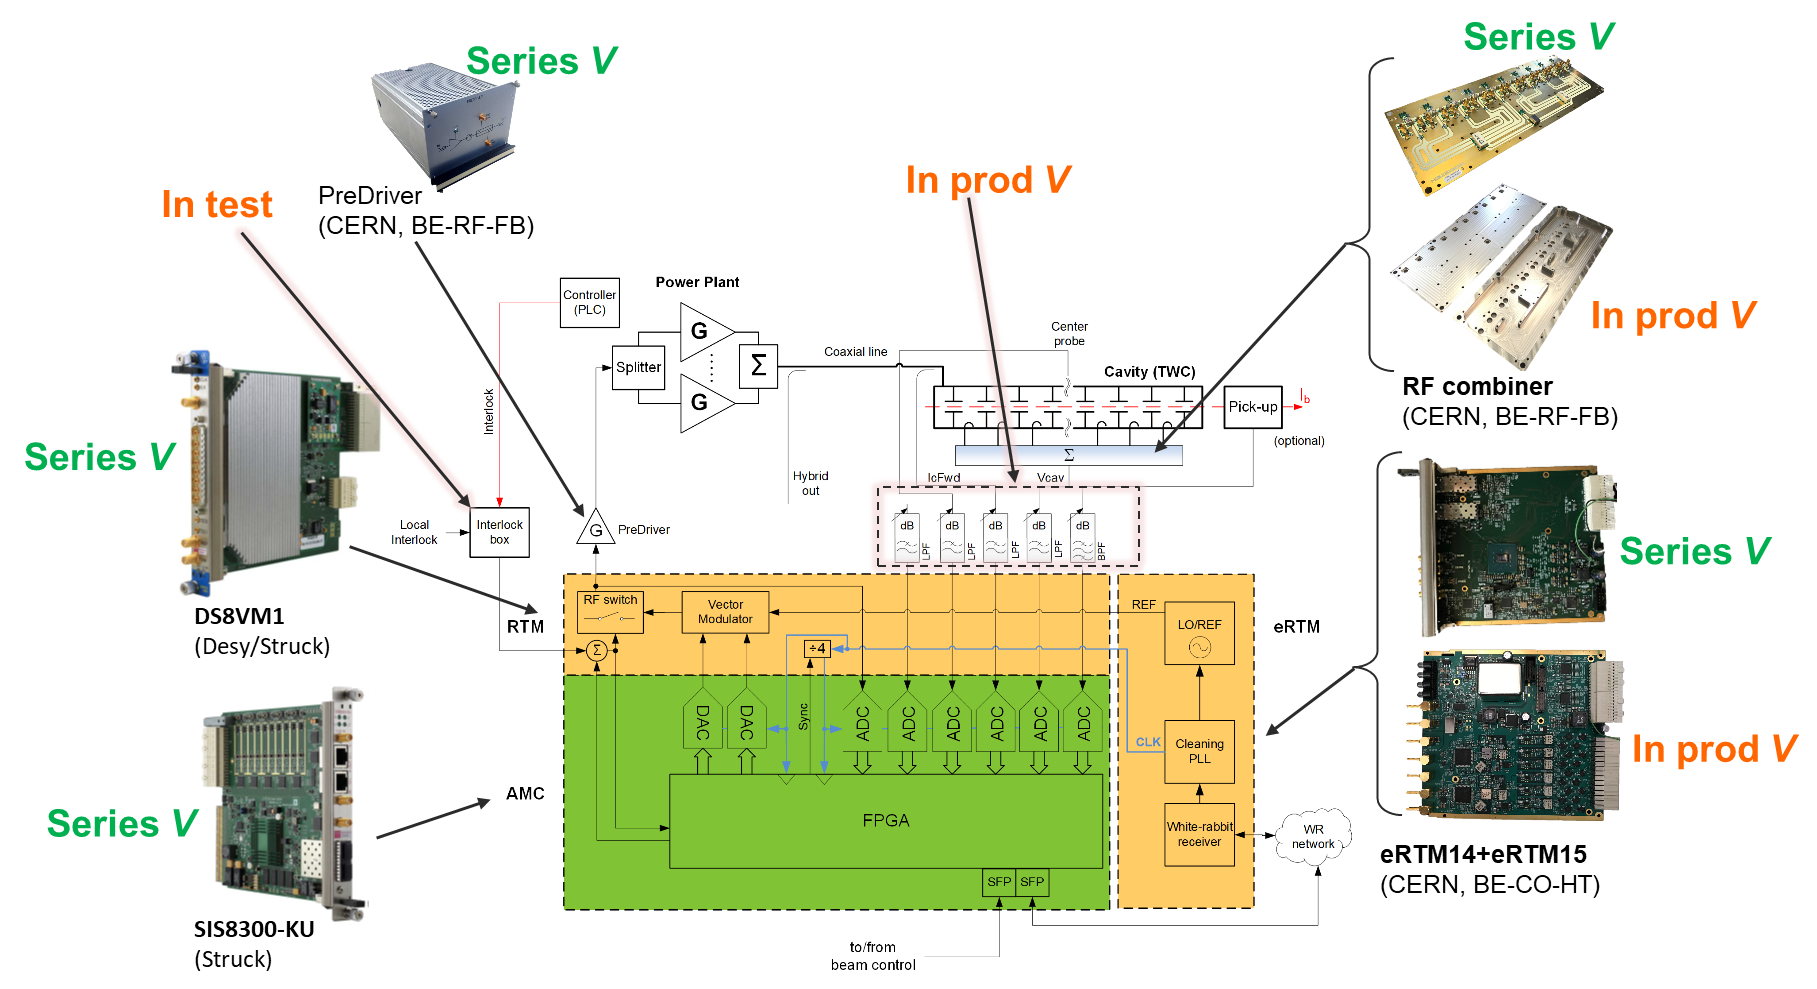 Series V
Series V
In test
PreDriver
(CERN, BE-RF-FB)
In prod V
In prod V
RF combiner
(CERN, BE-RF-FB)
Power Plant
Controller
(PLC)
G
Splitter
Σ
G
Coaxial line
Center
probe
Cavity (TWC)
Pick-up
Ib
(optional)
Interlock
Σ
Hybrid
out
IcFwd
Vcav
Series V
DS8VM1
(Desy/Struck)
Local
Interlock
Interlock
box
G
PreDriver
dB
LPF
dB
LPF
dB
LPF
dB
LPF
dB
BPF
Series V
RTM
RF switch
Vector
Modulator
REF
LO/REF
eRTM
Σ
÷4
DAC
DAC
Sync
ADC
ADC
ADC
ADC
ADC
ADC
CLK
Cleaning
PLL
In prod V
AMC
FPGA
White-rabbit
receiver
WR
network
SFP
SFP
Series V
SIS8300-KU
(Struck)
eRTM14+eRTM15
(CERN, BE-CO-HT)
to/from
beam control